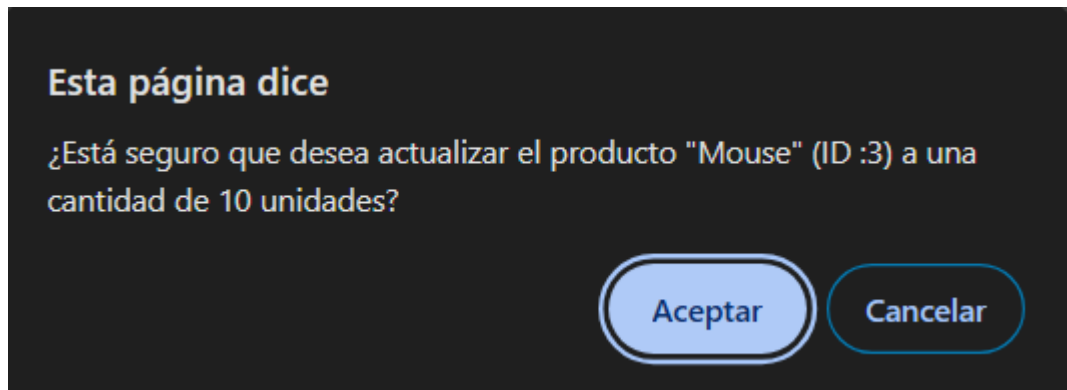 Esta página dice
¿Está seguro que desea actualizar el producto "Mouse" (ID :3) a una
cantidad de 10 unidades?
Aceptar
Cancelar